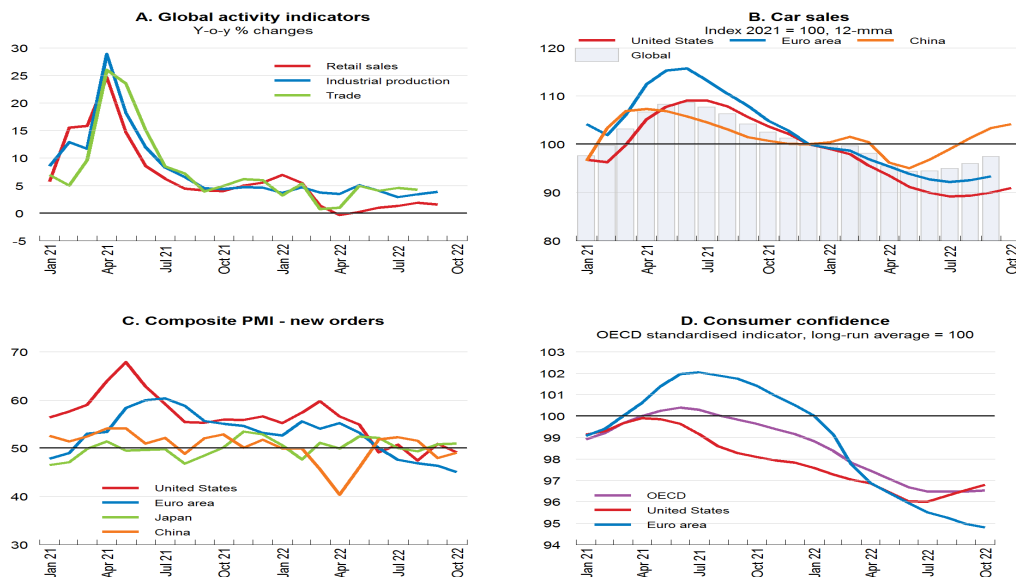 A. Global activity indicators
Y-o-y % changes
30
25
20
15
10
5
0
-5
Retail sales
Industrial production
Trade
Jan 21
Apr 21
Jul 21
Oct 21
Jan 22
Apr 22
Jul 22
Oct 22
B. Car sales
Index 2021 = 100, 12-mma
United States
Euro area
China
Global
120
110
100
90
80
Jan 21
Apr 21
Jul 21
Oct 21
Jan 22
Apr 22
Jul 22
Oct 22
C. Composite PMI - new orders
70
60
50
40
30
United States
Euro area
Japan
China
Jan 21
Apr 21
Jul 21
Oct 21
Jan 22
Apr 22
Jul 22
Oct 22
D. Consumer confidence
OECD standardised indicator, long-run average = 100
103
102
101
100
99
98
97
96
95
94
OECD
United States
Euro area
Jan 21
Apr 21
Jul 21
Oct 21
Jan 22
Apr 22
Jul 22
Oct 22